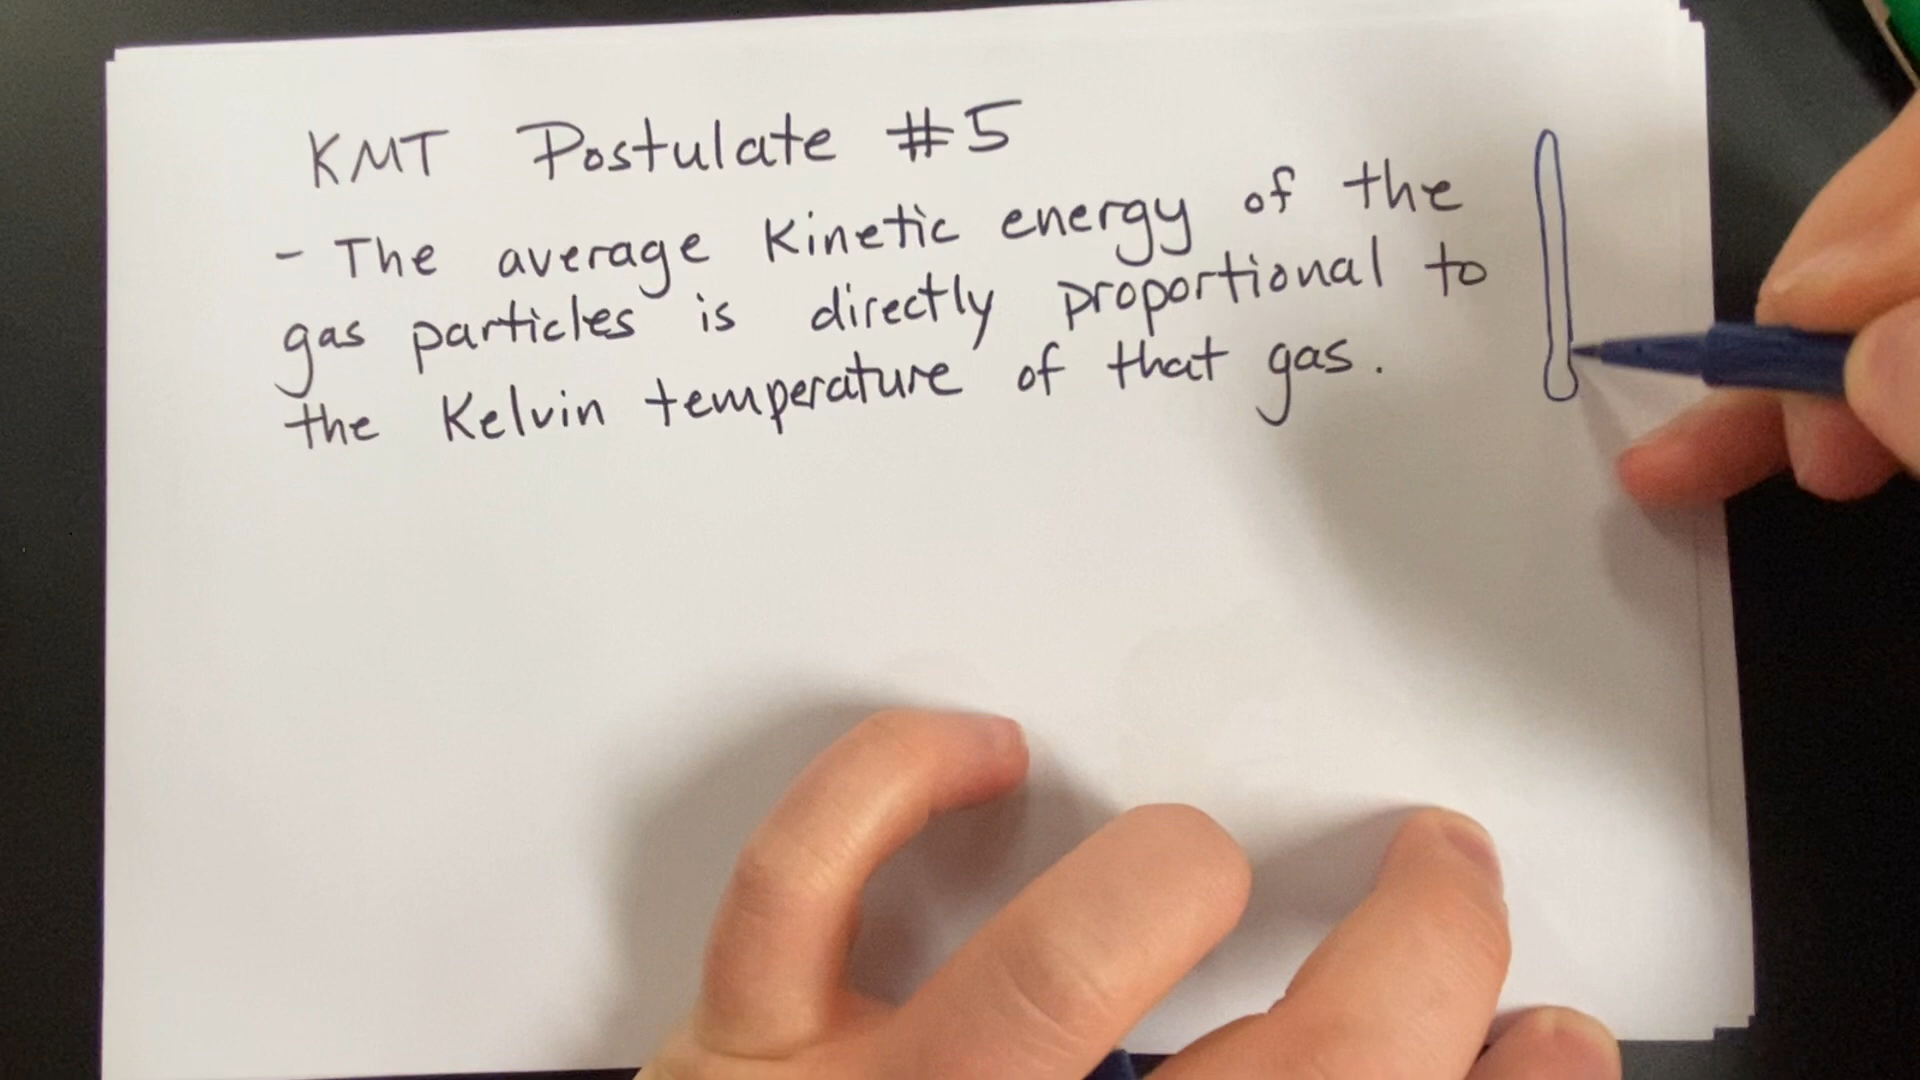 KMT Postulate #5
- The average kinetic energy of the
gas particles is directly proportional to
the Kelvin temperature of that gas.